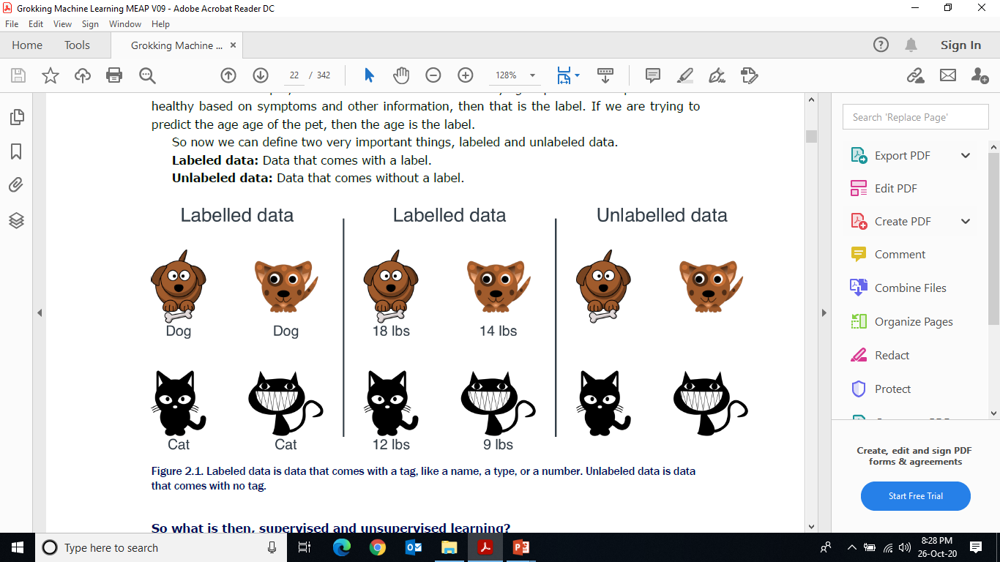 Grokking Machine Learning MEAP V09 - Adobe Acrobat Reader DC
File Edit View Sign Window Help
Home Tools Grokking Machine ... × Sign In
22 / 342 128%
healthy based on symptoms and other information, then that is the label. If we are trying to
predict the age age of the pet, then the age is the label.
So now we can define two very important things, labeled and unlabeled data.
Labeled data: Data that comes with a label.
Unlabeled data: Data that comes without a label.
Labelled data Labelled data Unlabelled data
Dog Dog 18 lbs 14 lbs
Cat Cat 12 lbs 9 lbs
Figure 2.1. Labeled data is data that comes with a tag, like a name, a type, or a number. Unlabeled data is data
that comes with no tag.
So what is then, supervised and unsupervised learning?
Search 'Replace Page'
Export PDF
Edit PDF
Create PDF
Comment
Combine Files
Organize Pages
Redact
Protect
Create, edit and sign PDF
forms & agreements
Start Free Trial
Type here to search
8:28 PM
26-Oct-20